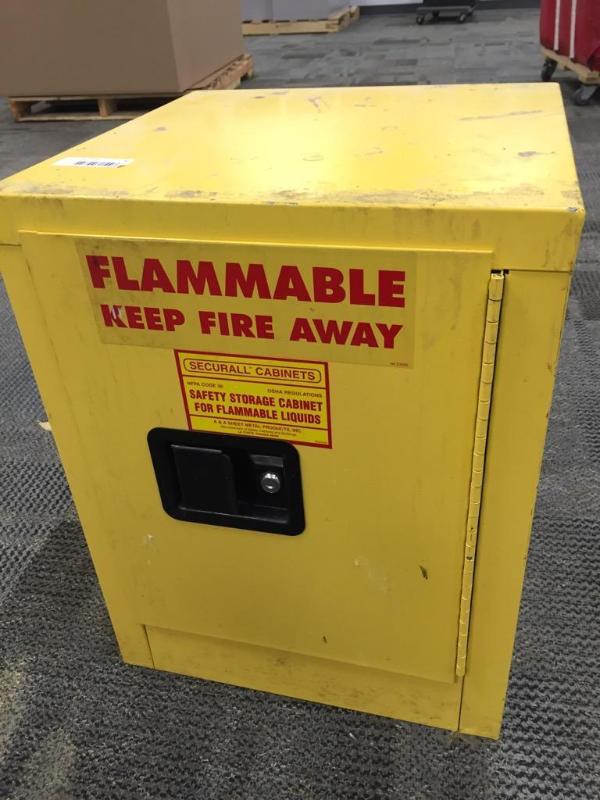 FLAMMABLE
KEEP FIRE AWAY
SECURALL CABINETS
NFPA CODE 30 OSHA REGULATIONS
SAFETY STORAGE CABINET
FOR FLAMMABLE LIQUIDS
A & A SHEET METAL PRODUCTS, INC.